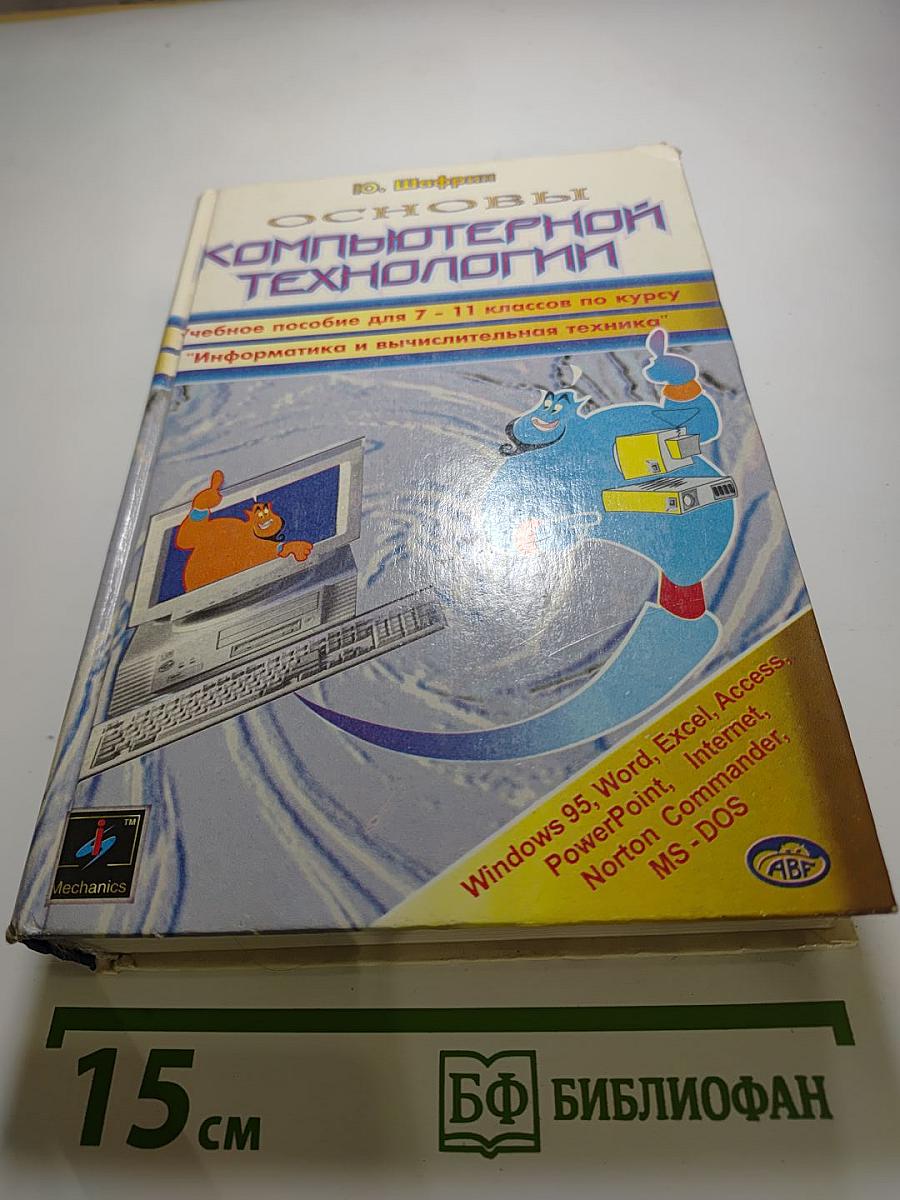 Ю. Шафрин
ОСНОВЫ
КОМПЬЮТЕРНОЙ
ТЕХНОЛОГИИ
Учебное пособие для 7 - 11 классов по курсу
"Информатика и вычислительная техника"
Windows 95, Word, Excel, Access,
PowerPoint, Internet,
Norton Commander,
MS - DOS
TM
Mechanics
ABF
15 см
БФ БИБЛИОФАН